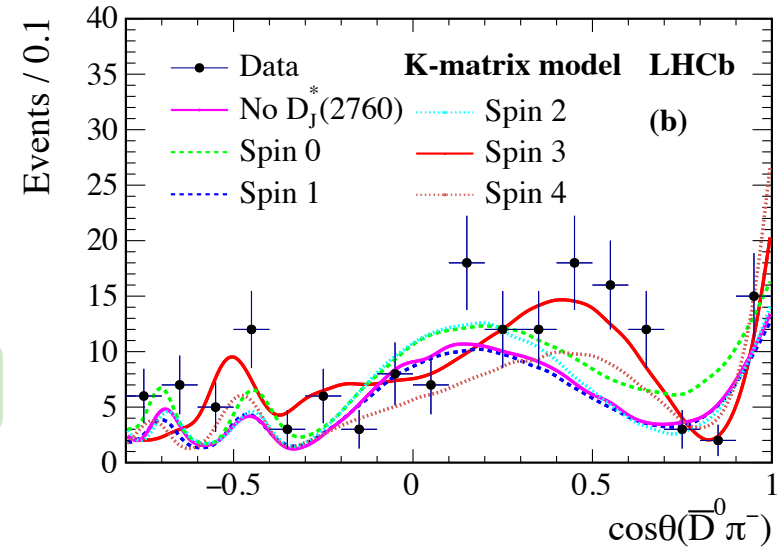 Events / 0.1
40
35
30
25
20
15
10
5
0
Data
No D*J(2760)
Spin 0
Spin 1
K-matrix model
LHCb
(b)
Spin 2
Spin 3
Spin 4
−0.5
0
0.5
1
cosθ(D̅⁰π⁻)